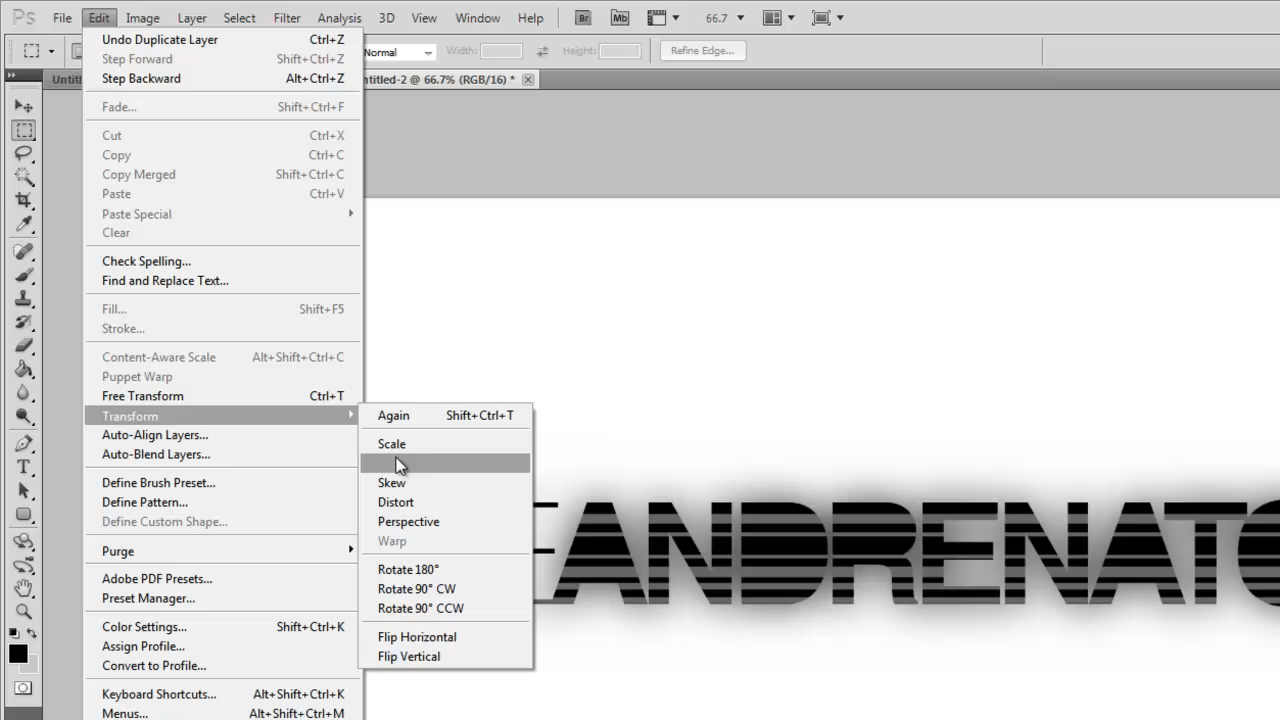 Ps File Edit Image Layer Select Filter Analysis 3D View Window Help Br Mb 66.7
Normal Width: Height: Refine Edge...
Untitl
ntitled-2 @ 66.7% (RGB/16) *
Undo Duplicate Layer Ctrl+Z
Step Forward Shift+Ctrl+Z
Step Backward Alt+Ctrl+Z
Fade... Shift+Ctrl+F
Cut Ctrl+X
Copy Ctrl+C
Copy Merged Shift+Ctrl+C
Paste Ctrl+V
Paste Special
Clear
Check Spelling...
Find and Replace Text...
Fill... Shift+F5
Stroke...
Content-Aware Scale Alt+Shift+Ctrl+C
Puppet Warp
Free Transform Ctrl+T
Transform
Auto-Align Layers...
Auto-Blend Layers...
Define Brush Preset...
Define Pattern...
Define Custom Shape...
Purge
Adobe PDF Presets...
Preset Manager...
Color Settings... Shift+Ctrl+K
Assign Profile...
Convert to Profile...
Keyboard Shortcuts... Alt+Shift+Ctrl+K
Menus... Alt+Shift+Ctrl+M
Again Shift+Ctrl+T
Scale
Skew
Distort
Perspective
Warp
Rotate 180°
Rotate 90° CW
Rotate 90° CCW
Flip Horizontal
Flip Vertical
ANDRENATO